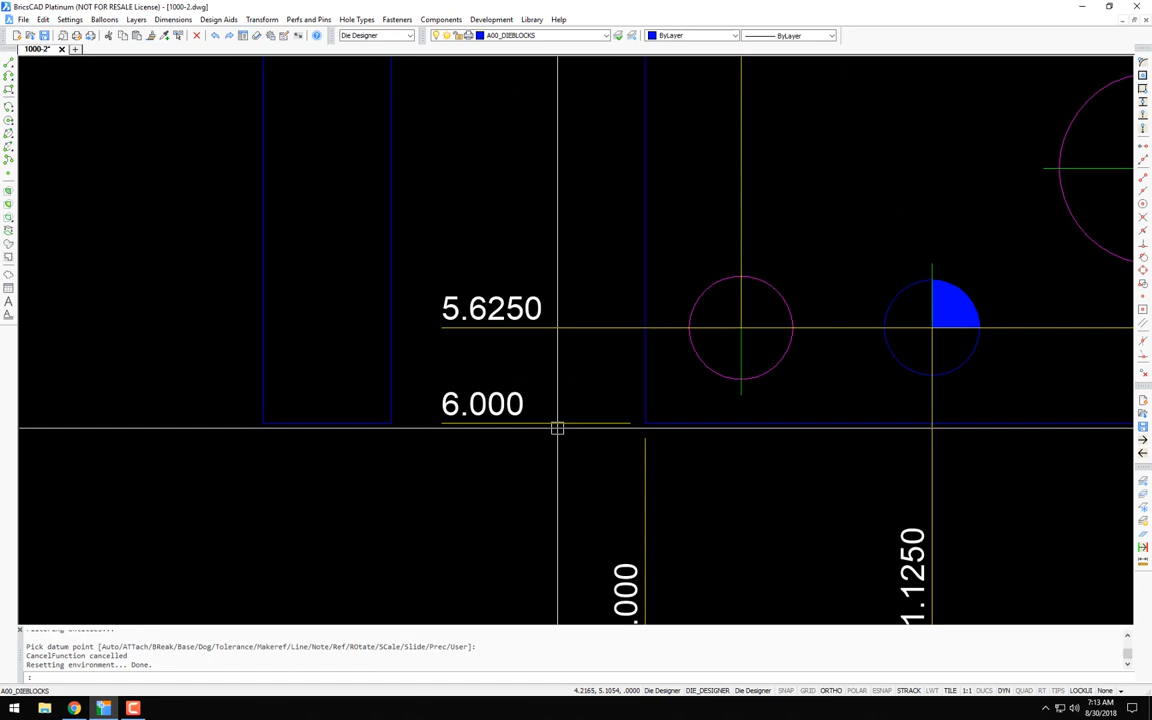 BricsCAD Platinum (NOT FOR RESALE License) - [1000-2.dwg]
File Edit Settings Balloons Layers Dimensions Design Aids Transform Perfs and Pins Hole Types Fasteners Components Development Library Help
Die Designer A00_DIEBLOCKS ByLayer ByLayer
1000-2*
5.6250
6.000
.000
1.1250
Filtering entities...
Pick datum point [Auto/ATTach/BReak/Base/Dog/Tolerance/Makeref/Line/Note/Ref/ROtate/SCale/Slide/Prec/User]:
CancelFunction cancelled
Resetting environment... Done.
:
A00_DIEBLOCKS 4.2165, 5.1054, .0000 Die Designer DIE_DESIGNER Die Designer SNAP GRID ORTHO POLAR ESNAP STRACK LWT TILE 1:1 DUCS DYN QUAD RT TIPS LOCKUI None
7:13 AM
8/30/2018